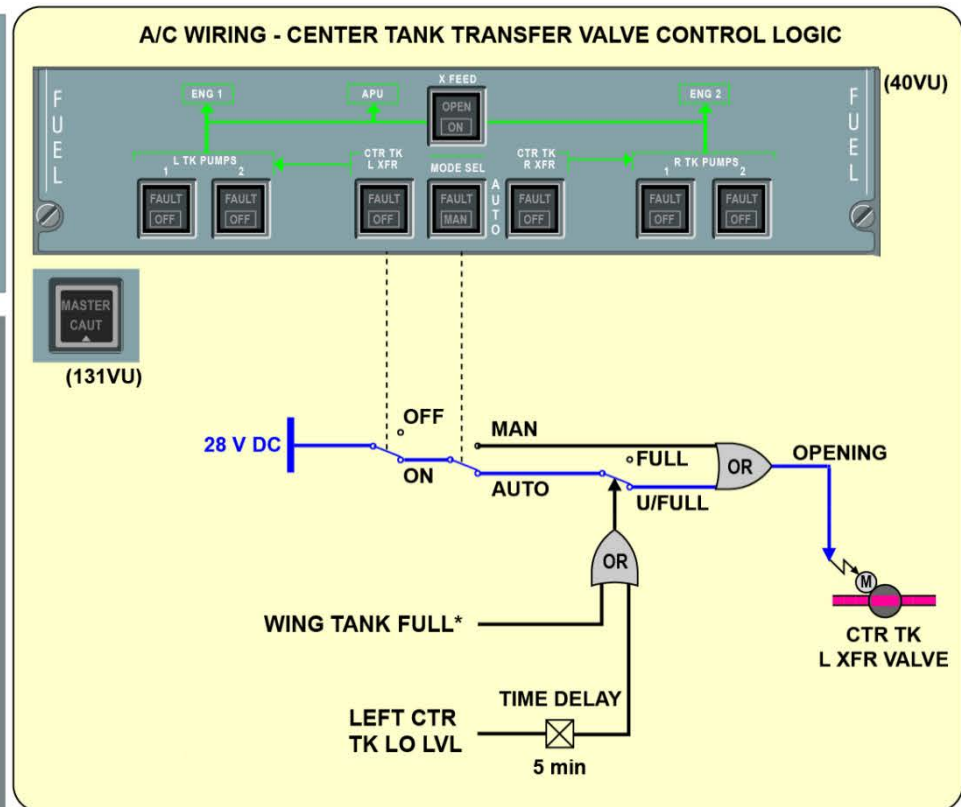 A/C WIRING - CENTER TANK TRANSFER VALVE CONTROL LOGIC
(40VU)
FUEL
FUEL
X FEED
ENG 1
APU
OPEN
ON
ENG 2
L TK PUMPS
1 2
CTR TK
L XFR
MODE SEL
CTR TK
R XFR
R TK PUMPS
1 2
FAULT
OFF
FAULT
OFF
FAULT
OFF
FAULT
MAN
AUTO
FAULT
OFF
FAULT
OFF
FAULT
OFF
MASTER
CAUT
(131VU)
OFF
MAN
28 V DC
ON
AUTO
FULL
U/FULL
OR
OPENING
OR
M
WING TANK FULL*
CTR TK
L XFR VALVE
TIME DELAY
LEFT CTR
TK LO LVL
5 min